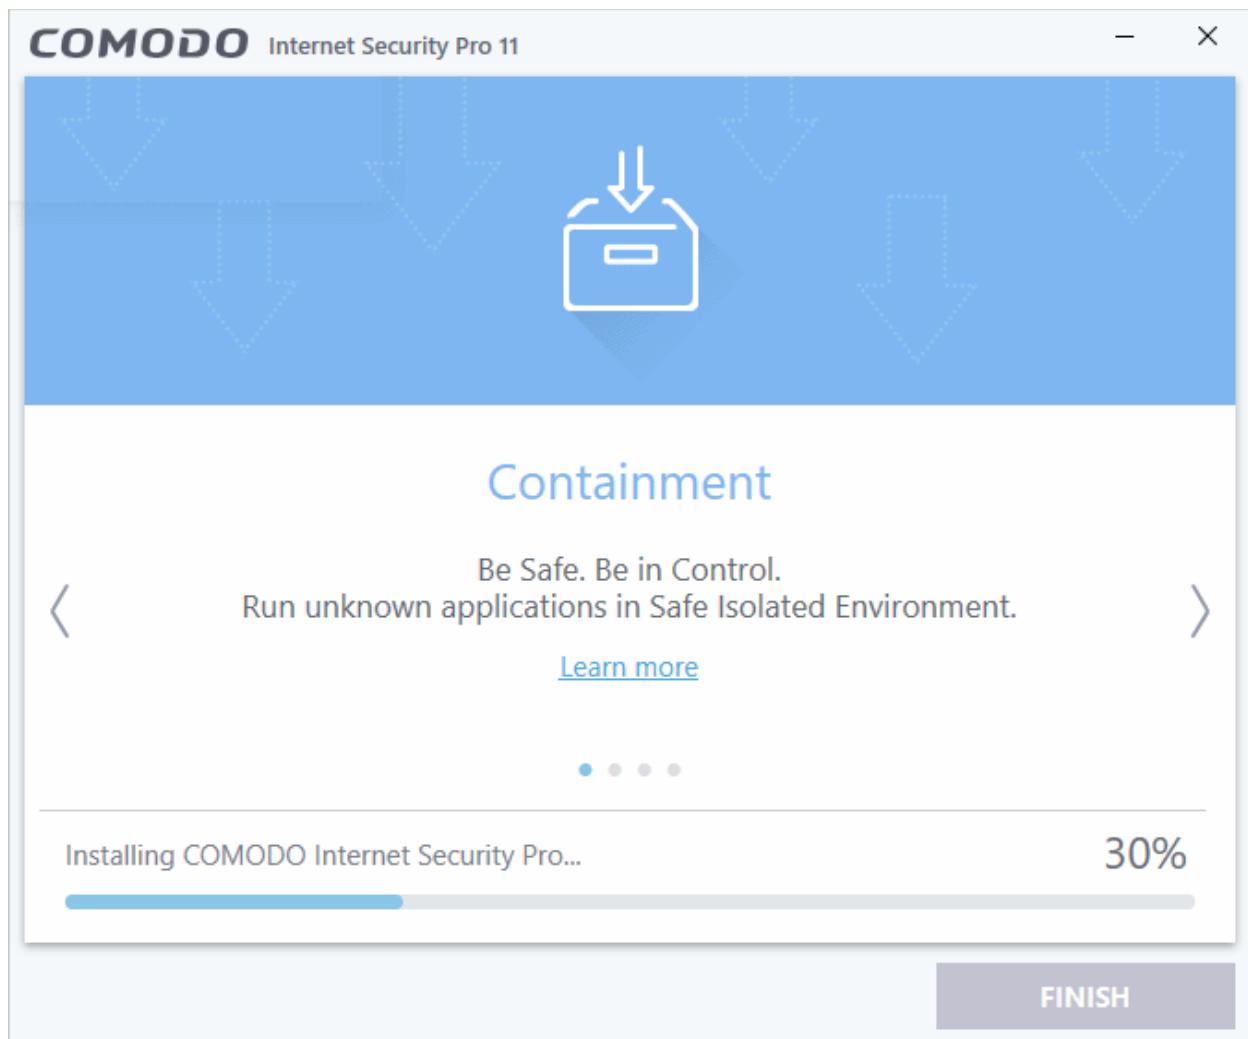 COMODO Internet Security Pro 11
Containment
Be Safe. Be in Control.
Run unknown applications in Safe Isolated Environment.
Learn more
Installing COMODO Internet Security Pro... 30%
FINISH